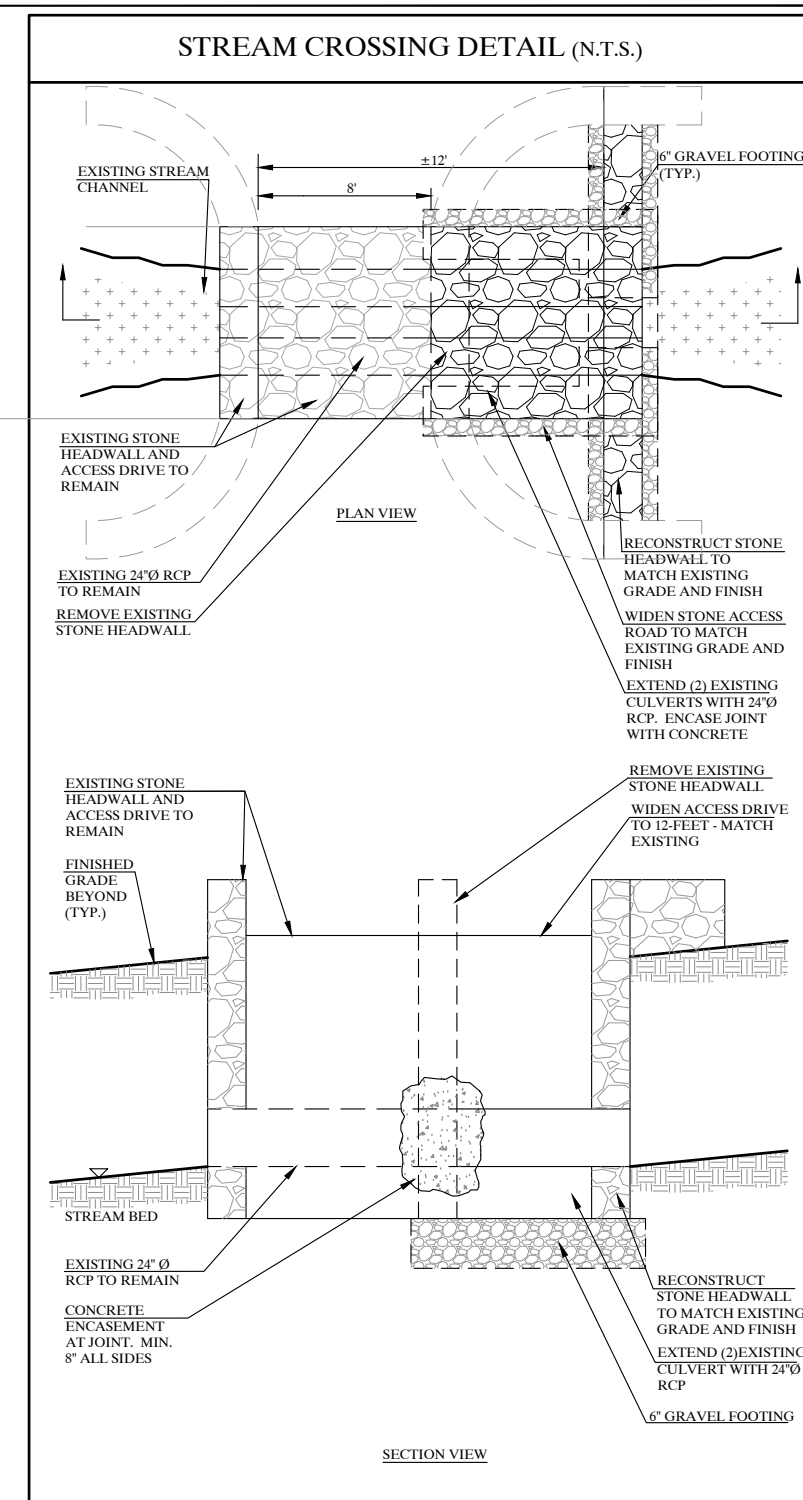 STREAM CROSSING DETAIL (N.T.S.)
±12'
8'
EXISTING STREAM
CHANNEL
6" GRAVEL FOOTING
(TYP.)
EXISTING STONE
HEADWALL AND
ACCESS DRIVE TO
REMAIN
PLAN VIEW
EXISTING 24"Ø RCP
TO REMAIN
REMOVE EXISTING
STONE HEADWALL
RECONSTRUCT STONE
HEADWALL TO
MATCH EXISTING
GRADE AND FINISH
WIDEN STONE ACCESS
ROAD TO MATCH
EXISTING GRADE AND
FINISH
EXTEND (2) EXISTING
CULVERTS WITH 24"Ø
RCP. ENCASE JOINT
WITH CONCRETE
REMOVE EXISTING
STONE HEADWALL
WIDEN ACCESS DRIVE
TO 12-FEET - MATCH
EXISTING
EXISTING STONE
HEADWALL AND
ACCESS DRIVE TO
REMAIN
FINISHED
GRADE
BEYOND
(TYP.)
STREAM BED
EXISTING 24" Ø
RCP TO REMAIN
CONCRETE
ENCASEMENT
AT JOINT. MIN.
8" ALL SIDES
RECONSTRUCT
STONE HEADWALL
TO MATCH EXISTING
GRADE AND FINISH
EXTEND (2)EXISTING
CULVERT WITH 24"Ø
RCP
6" GRAVEL FOOTING
SECTION VIEW